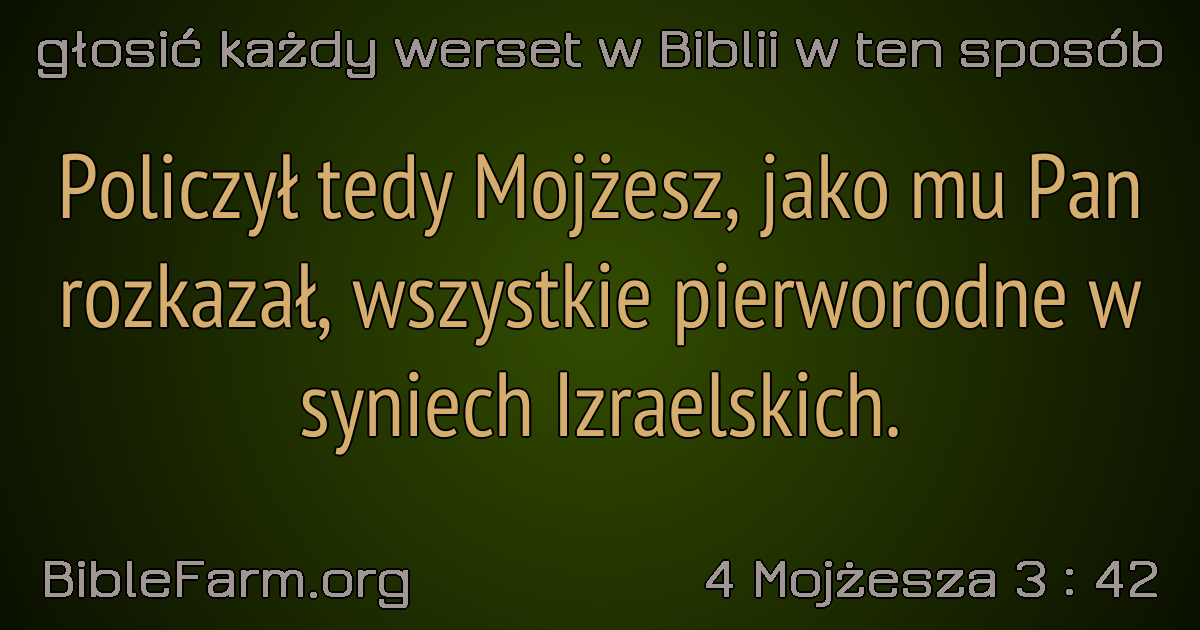 głosić każdy werset w Biblii w ten sposób
Policzył tedy Mojżesz, jako mu Pan
rozkazał, wszystkie pierworodne w
syniech Izraelskich.
BibleFarm.org
4 Mojżesza 3 : 42